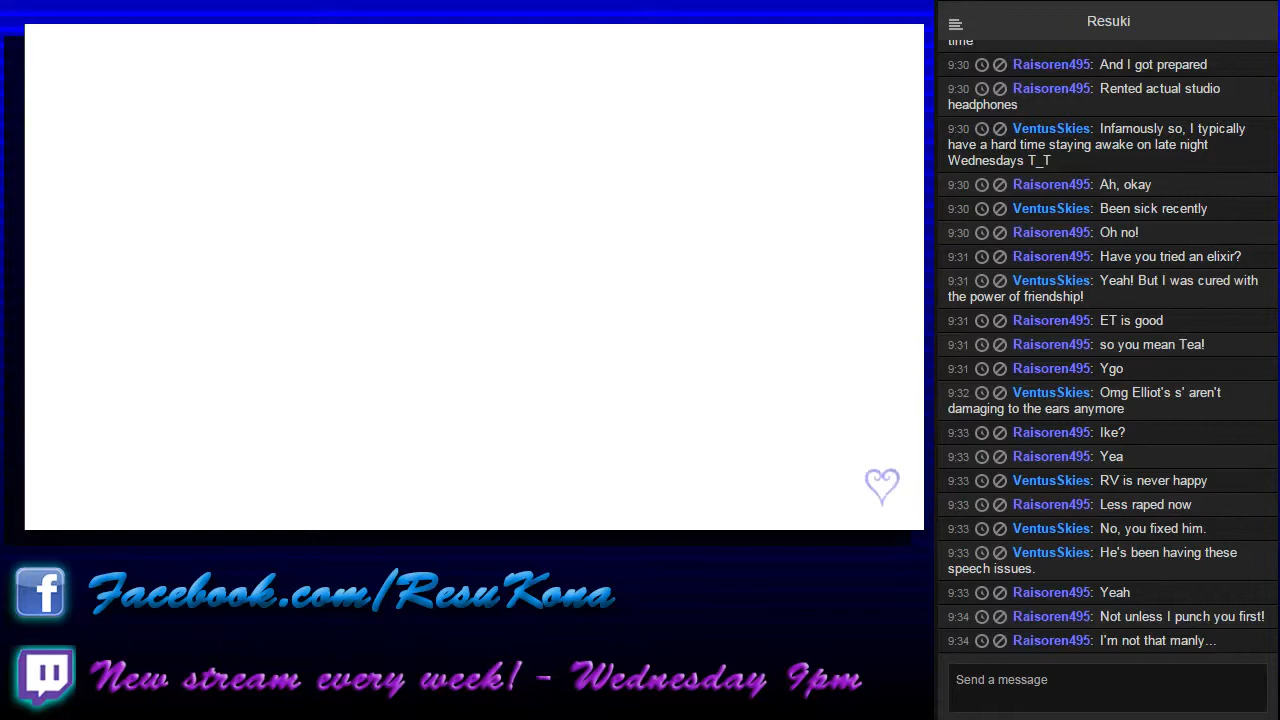 Resuki
time
9:30 Raisoren495: And I got prepared
9:30 Raisoren495: Rented actual studio
headphones
9:30 VentusSkies: Infamously so, I typically
have a hard time staying awake on late night
Wednesdays T_T
9:30 Raisoren495: Ah, okay
9:30 VentusSkies: Been sick recently
9:30 Raisoren495: Oh no!
9:31 Raisoren495: Have you tried an elixir?
9:31 VentusSkies: Yeah! But I was cured with
the power of friendship!
9:31 Raisoren495: ET is good
9:31 Raisoren495: so you mean Tea!
9:31 Raisoren495: Ygo
9:32 VentusSkies: Omg Elliot's s' aren't
damaging to the ears anymore
9:33 Raisoren495: Ike?
9:33 Raisoren495: Yea
9:33 VentusSkies: RV is never happy
9:33 Raisoren495: Less raped now
9:33 VentusSkies: No, you fixed him.
9:33 VentusSkies: He's been having these
speech issues.
9:33 Raisoren495: Yeah
9:34 Raisoren495: Not unless I punch you first!
9:34 Raisoren495: I'm not that manly...
Send a message
Facebook.com/ResuKona
New stream every week! - Wednesday 9pm